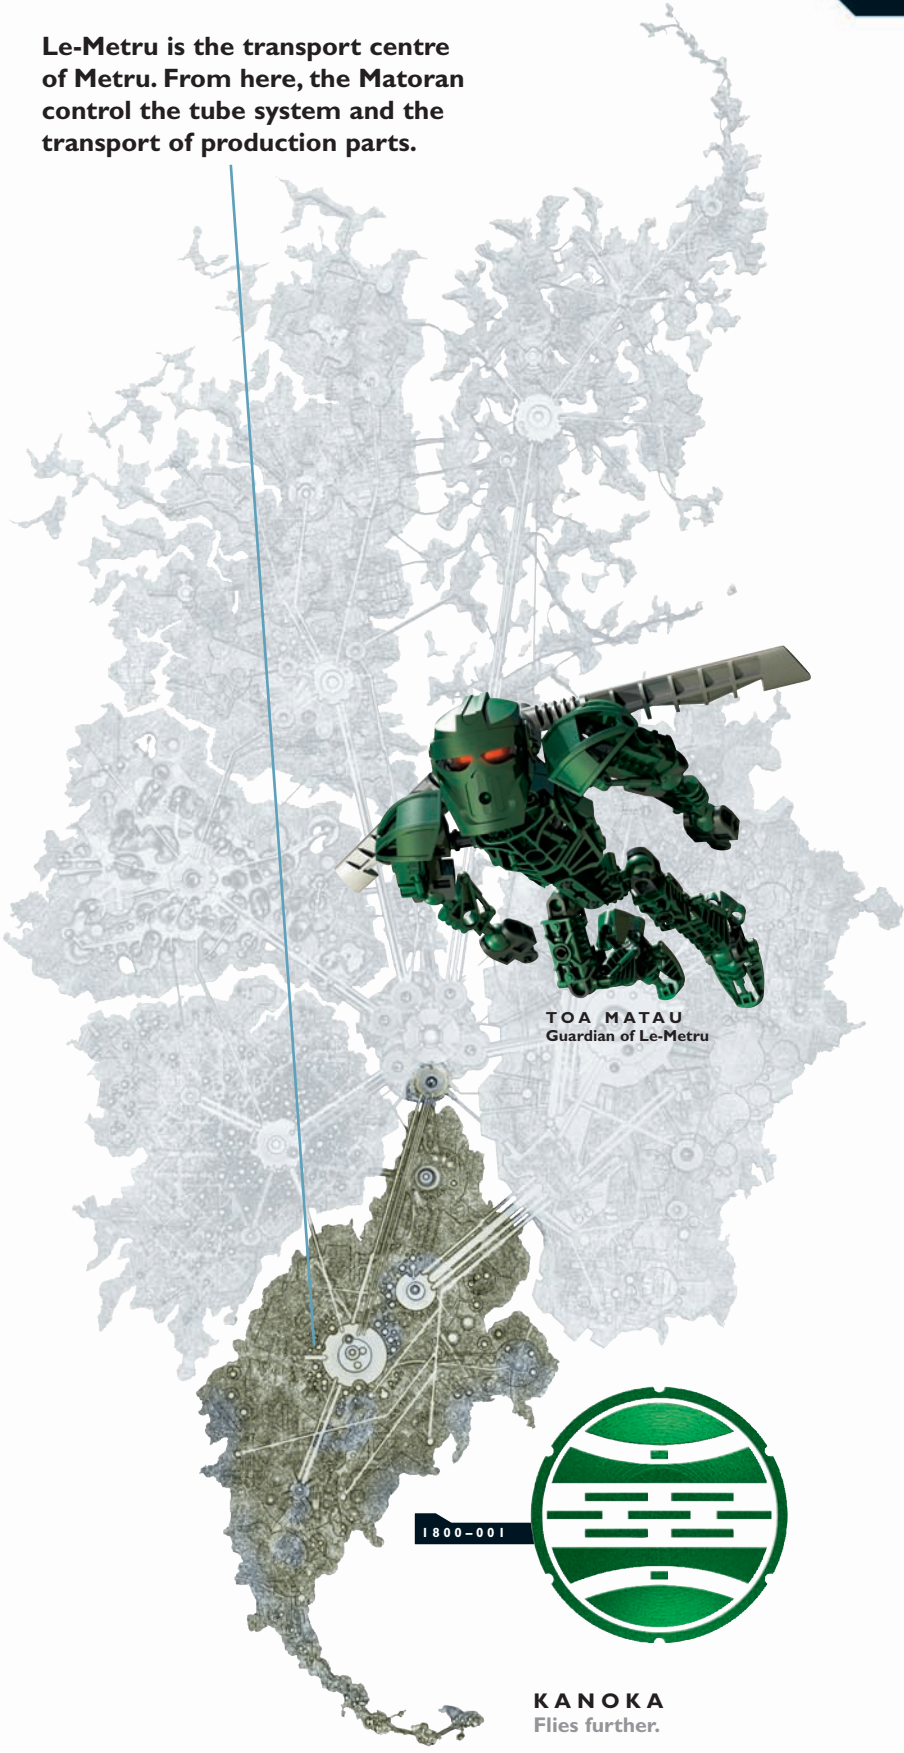 Le-Metru is the transport centre
of Metru. From here, the Matoran
control the tube system and the
transport of production parts.
TOA MATAU
Guardian of Le-Metru
1800–001
KANOKA
Flies further.